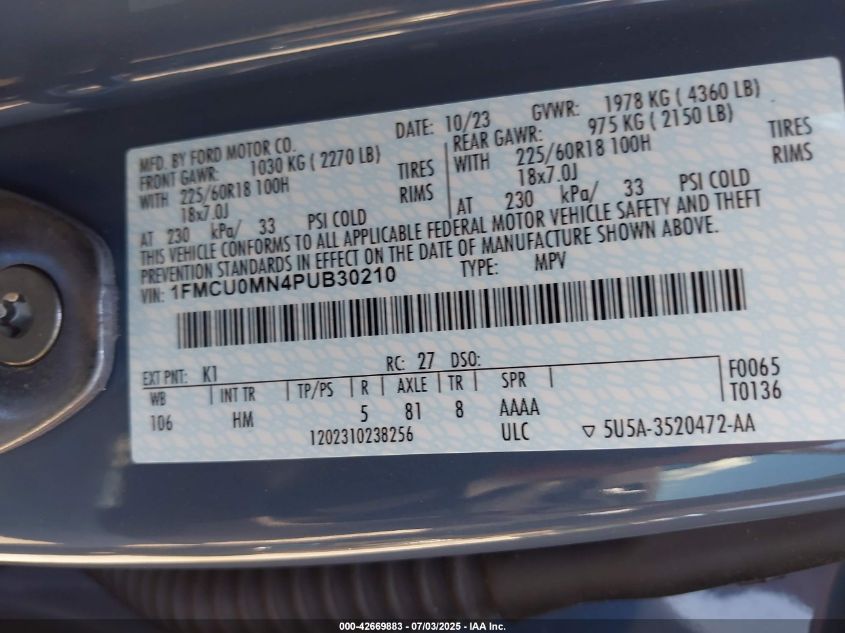 MFD. BY FORD MOTOR CO. DATE: 10/23 GVWR: 1978 KG ( 4360 LB)
FRONT GAWR: 1030 KG ( 2270 LB) REAR GAWR: 975 KG ( 2150 LB)
WITH 225/60R18 100H TIRES WITH 225/60R18 100H TIRES
18x7.0J RIMS 18x7.0J RIMS
AT 230 kPa/ 33 PSI COLD AT 230 kPa/ 33 PSI COLD
THIS VEHICLE CONFORMS TO ALL APPLICABLE FEDERAL MOTOR VEHICLE SAFETY AND THEFT
PREVENTION STANDARDS IN EFFECT ON THE DATE OF MANUFACTURE SHOWN ABOVE.
VIN: 1FMCU0MN4PUB30210 TYPE: MPV
EXT PNT: K1 RC: 27 DSO: F0065
WB INT TR TP/PS R AXLE TR SPR T0136
106 HM 5 81 8 AAAA
1202310238256 ULC ▽ 5U5A-3520472-AA
000-42669883 / 07/03/2025 - IAA Inc.